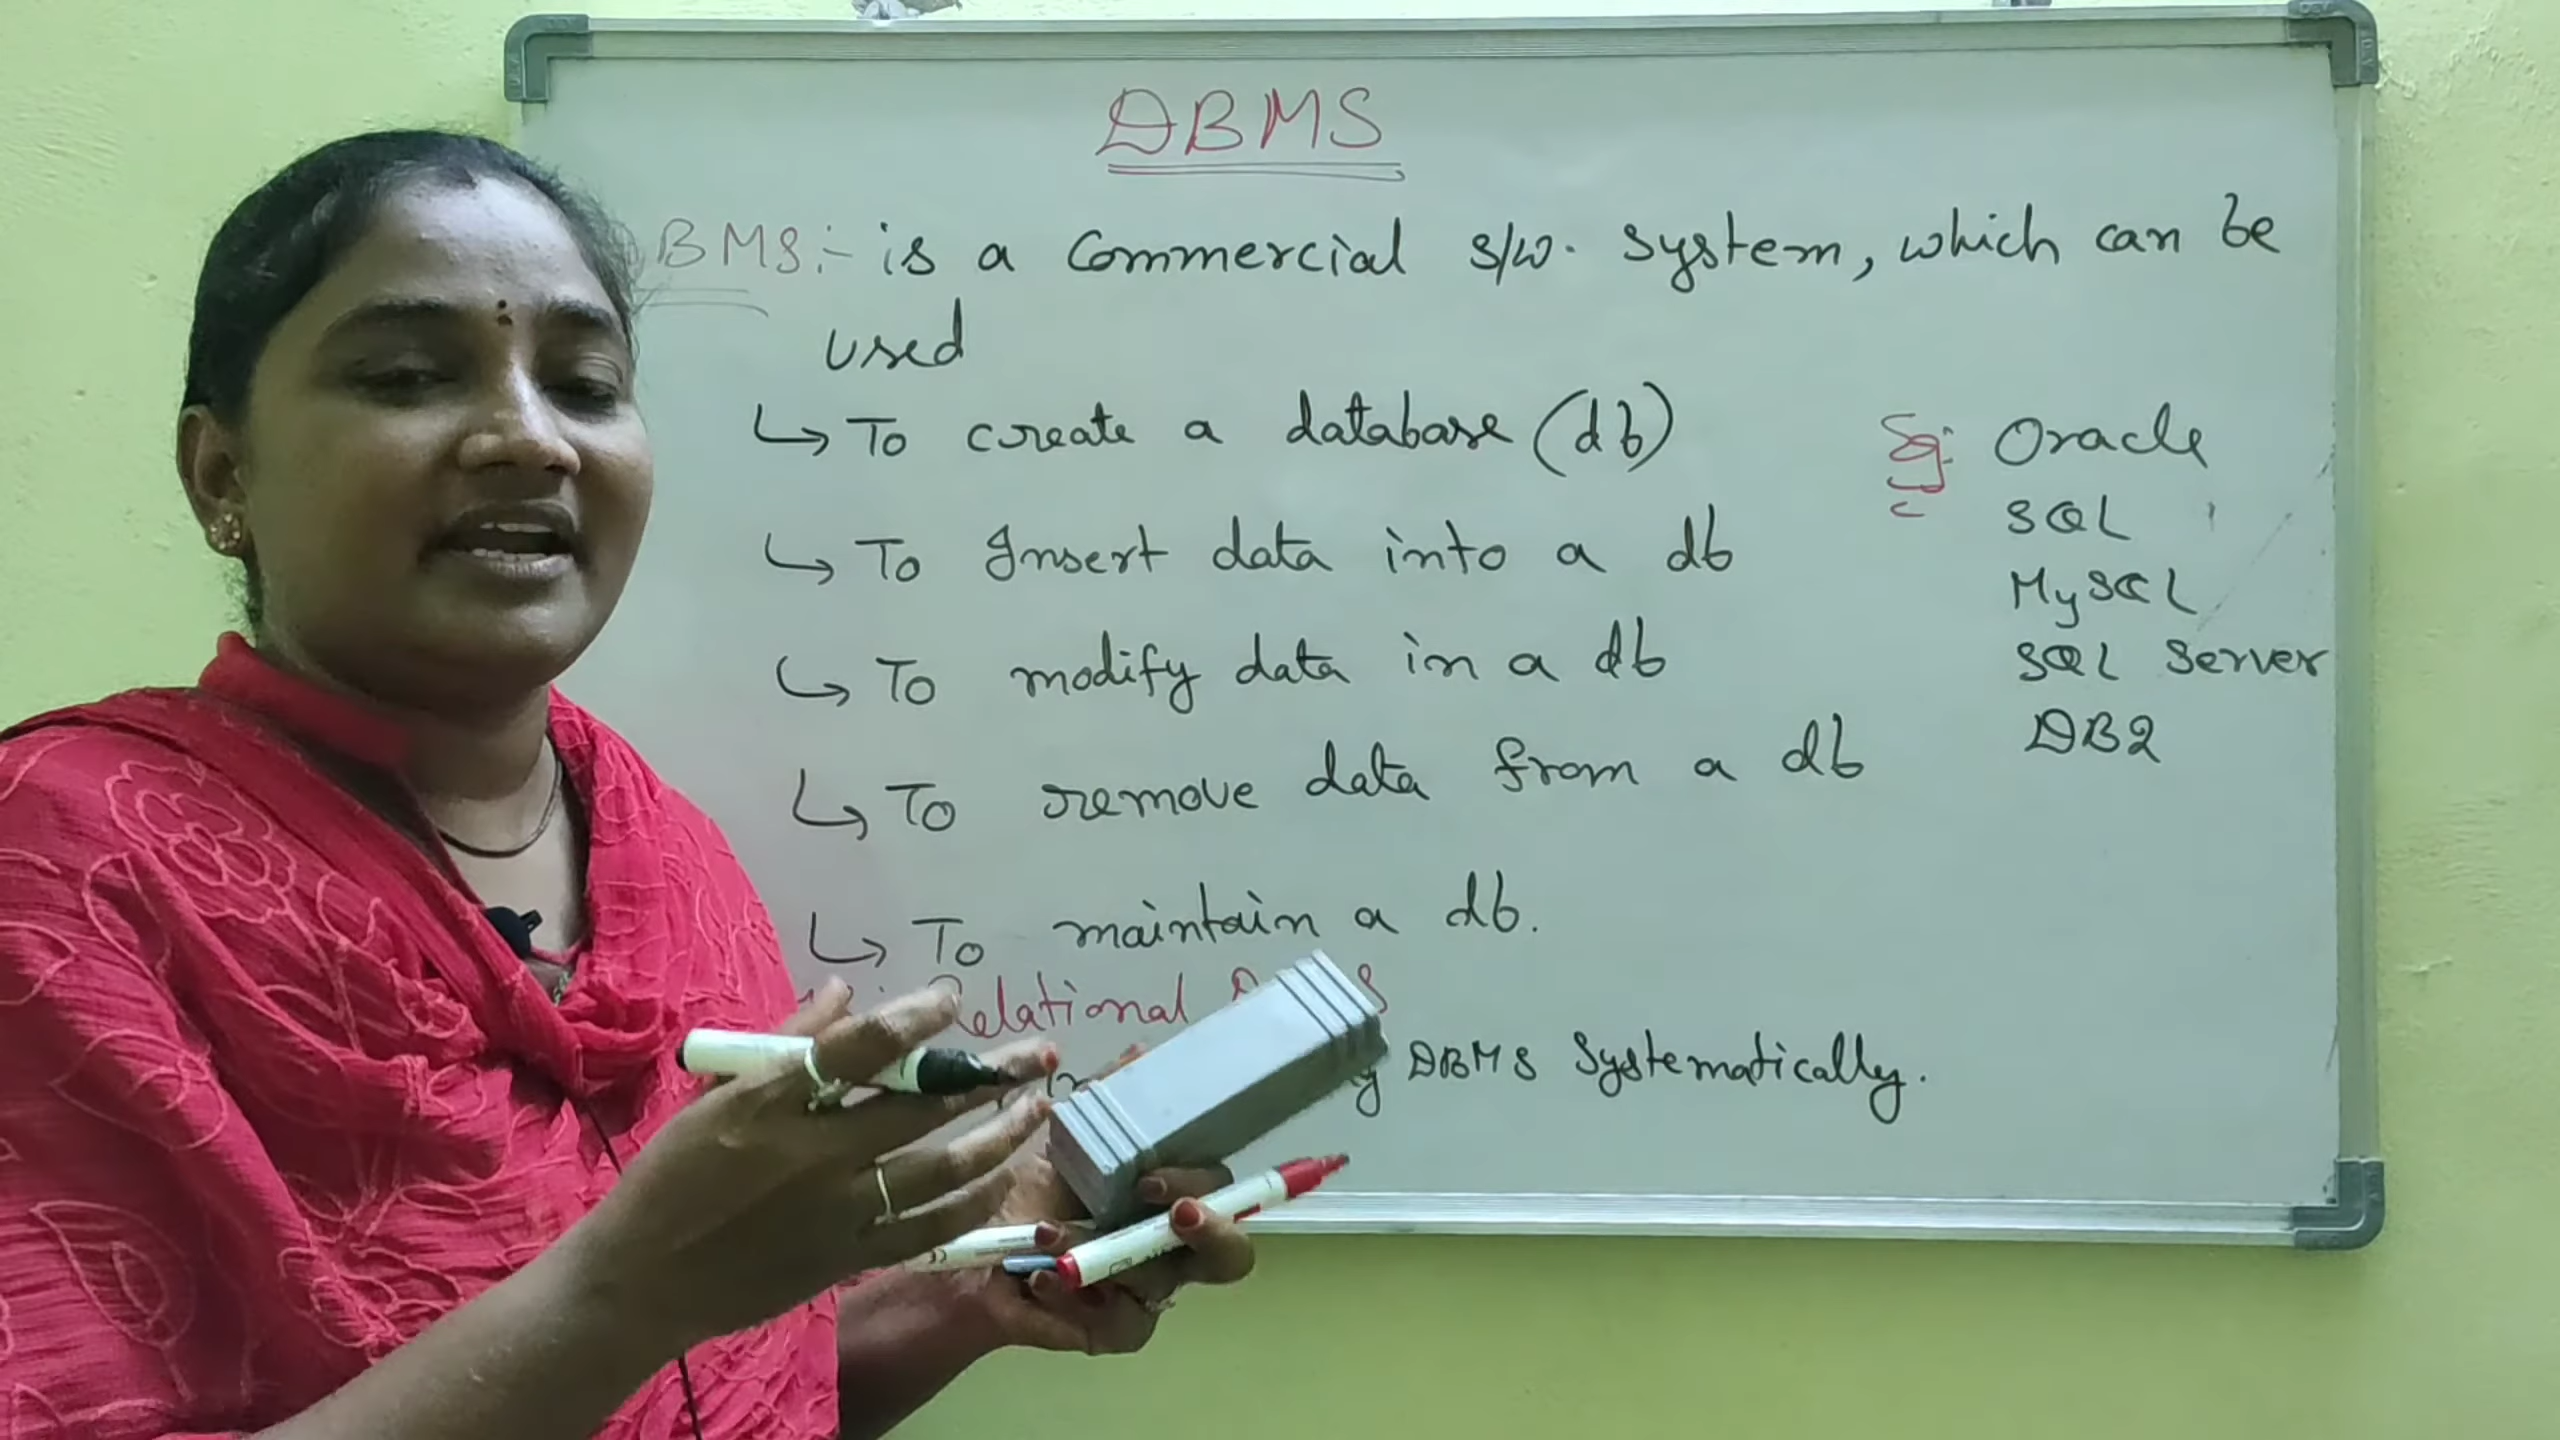 DBMS
BMS:- is a Commercial s/w. system, which can be
used
↳ To create a database (db)
↳ To Insert data into a db
↳ To modify data in a db
↳ To remove data from a db
↳ To maintain a db.
Eg: Oracle
SQL
MySQL
SQL Server
DB2
Relational
DBMS Systematically.